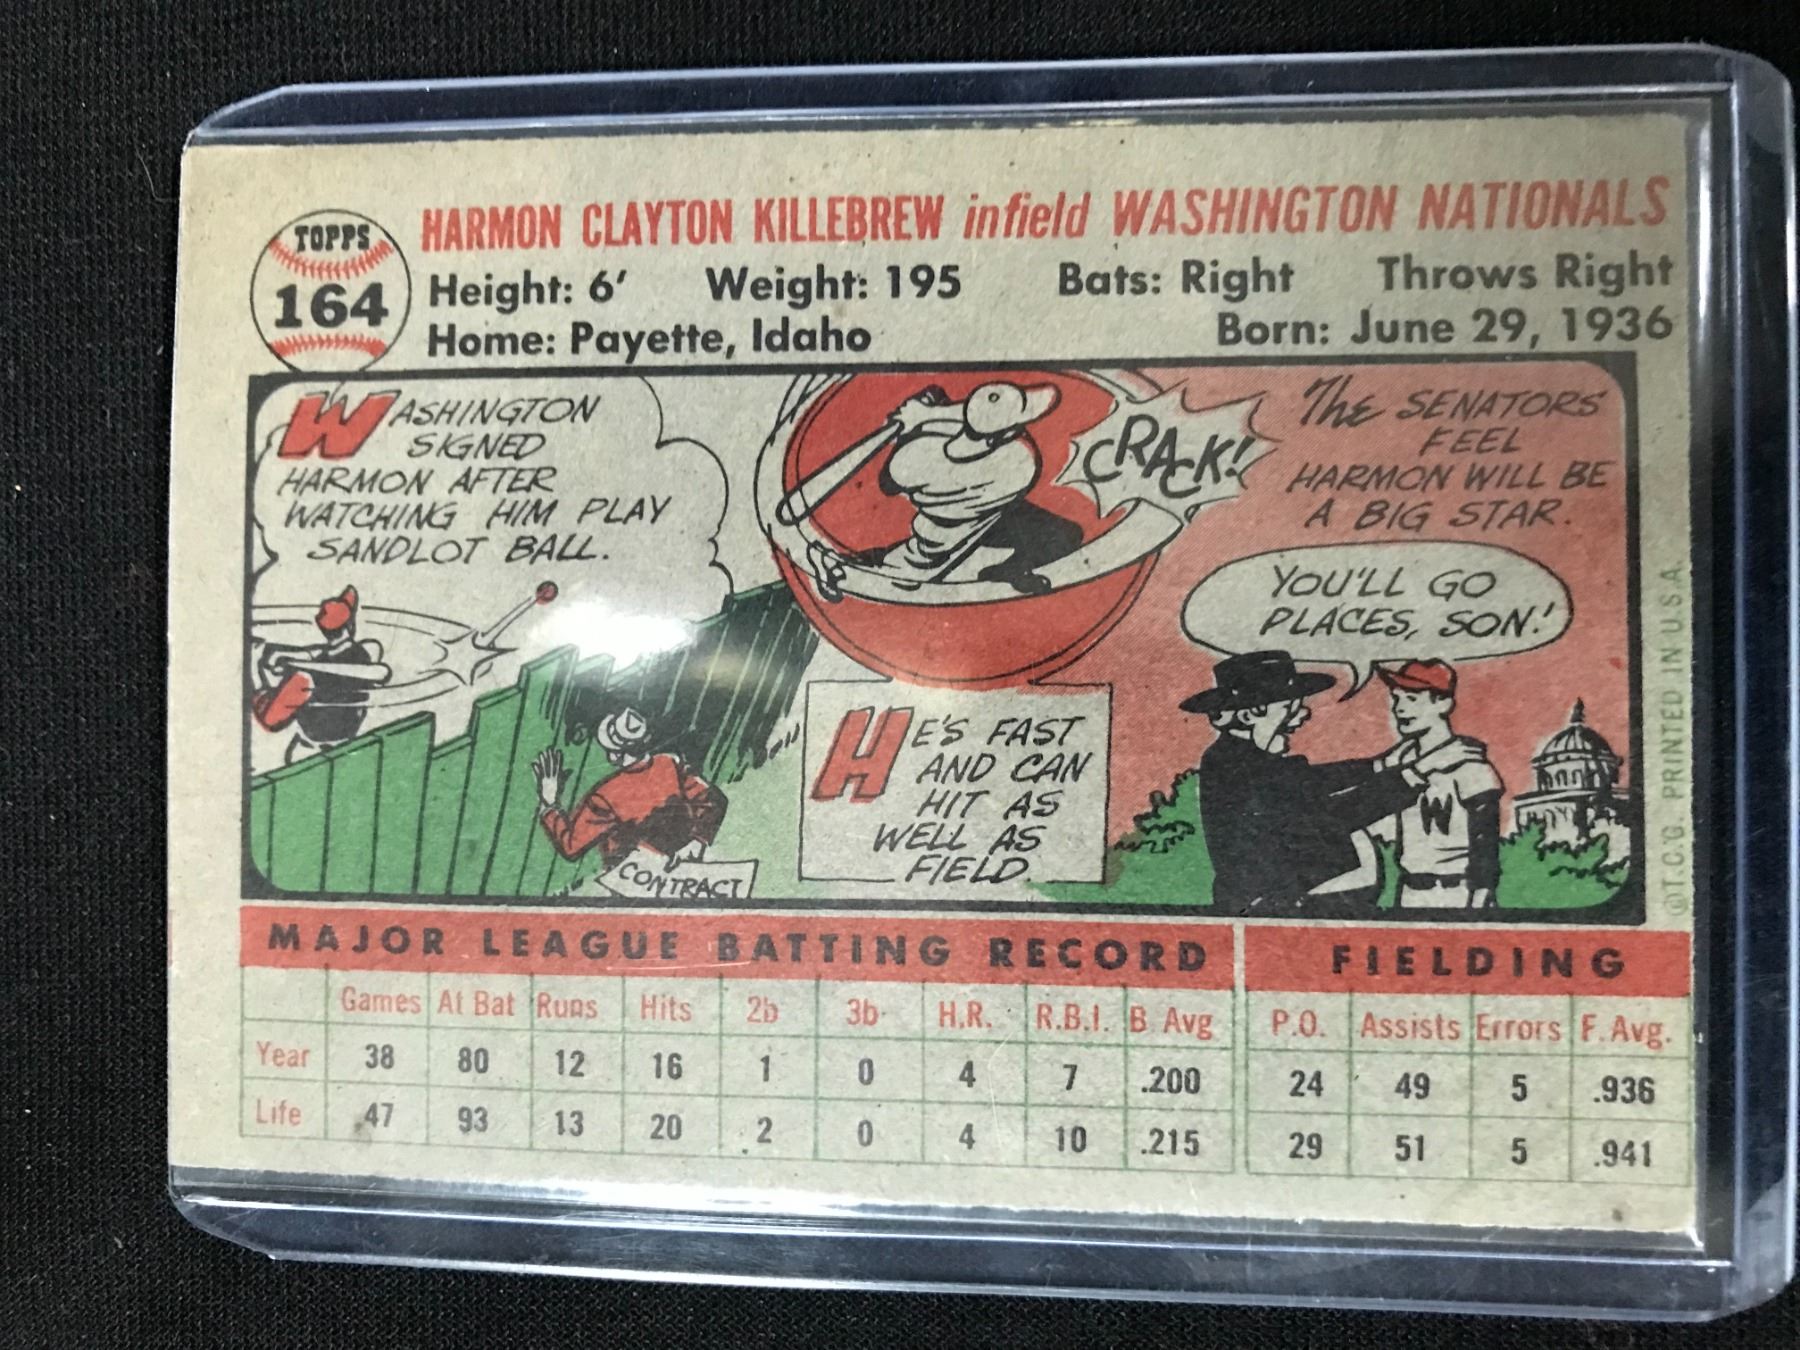 TOPPS
164
HARMON CLAYTON KILLEBREW infield WASHINGTON NATIONALS
Height: 6' Weight: 195 Bats: Right Throws Right
Home: Payette, Idaho Born: June 29, 1936
WASHINGTON
SIGNED
HARMON AFTER
WATCHING HIM PLAY
SANDLOT BALL.
CONTRACT
CRACK!
HE'S FAST
AND CAN
HIT AS
WELL AS
FIELD.
THE SENATORS
FEEL
HARMON WILL BE
A BIG STAR.
YOU'LL GO
PLACES, SON!
W
©T.C.G. PRINTED IN U.S.A.
MAJOR LEAGUE BATTING RECORD FIELDING
Games At Bat Runs Hits 2b 3b H.R. R.B.I. B Avg P.O. Assists Errors F. Avg.
Year 38 80 12 16 1 0 4 7 .200 24 49 5 .936
Life 47 93 13 20 2 0 4 10 .215 29 51 5 .941